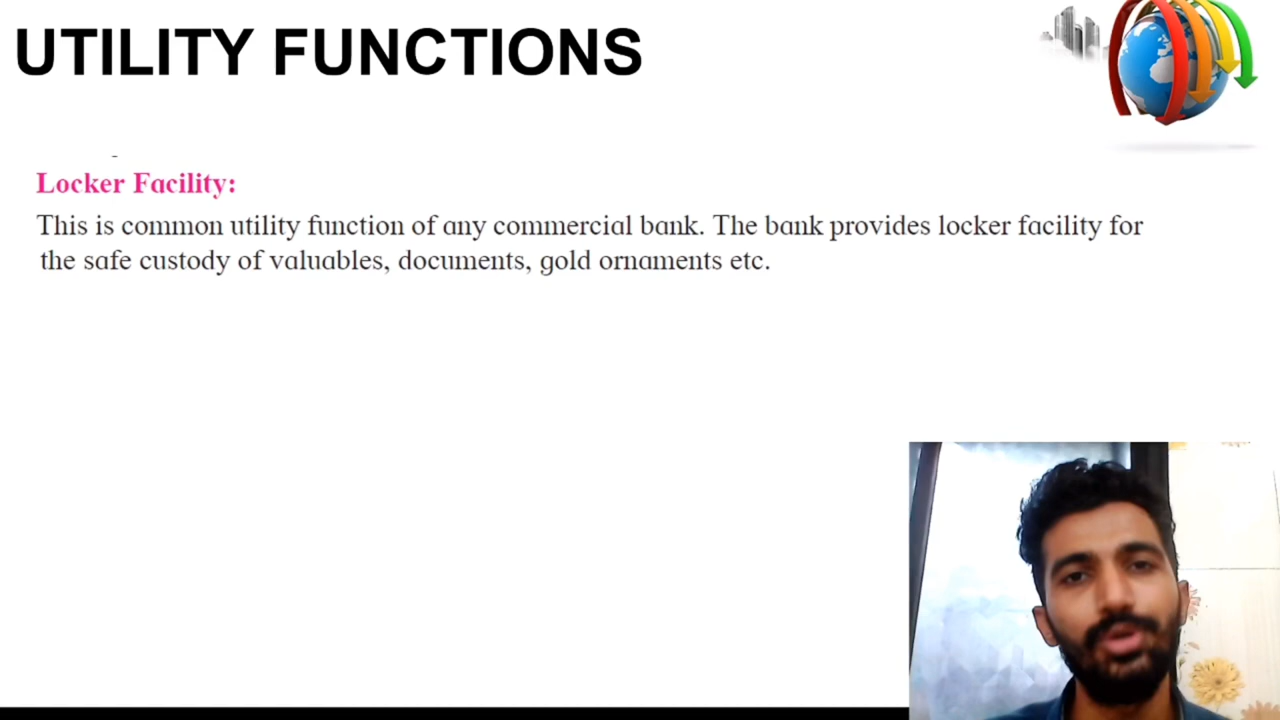 UTILITY FUNCTIONS
Locker Facility:
This is common utility function of any commercial bank. The bank provides locker facility for
the safe custody of valuables, documents, gold ornaments etc.